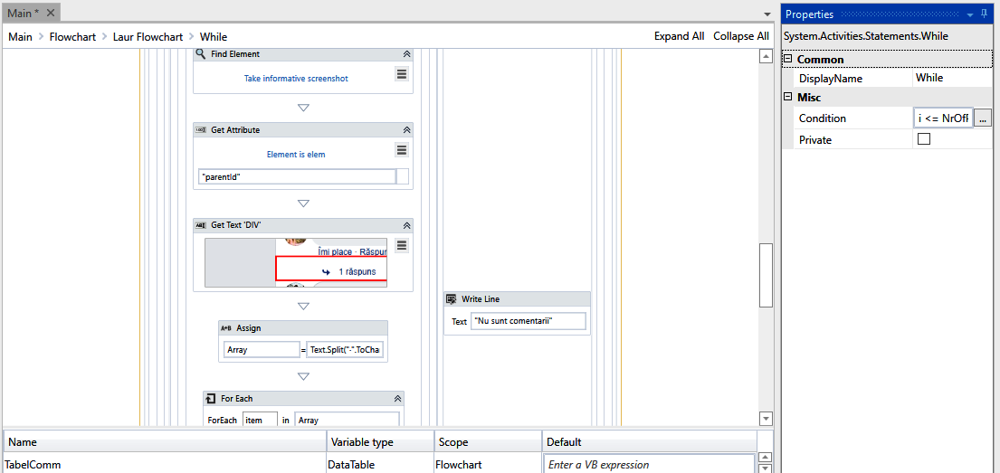 Main *
Main > Flowchart > Laur Flowchart > While
Expand All Collapse All
Find Element
Take informative screenshot
Get Attribute
Element is elem
"parentId"
Get Text 'DIV'
Îmi place · Răspun
1 răspuns
Write Line
Text "Nu sunt comentarii"
A+B Assign
Array = Text.Split("-".ToCha
For Each
ForEach item in Array
Name Variable type Scope Default
TabelComm DataTable Flowchart Enter a VB expression
Properties
System.Activities.Statements.While
Common
DisplayName While
Misc
Condition i <= NrOff ...
Private